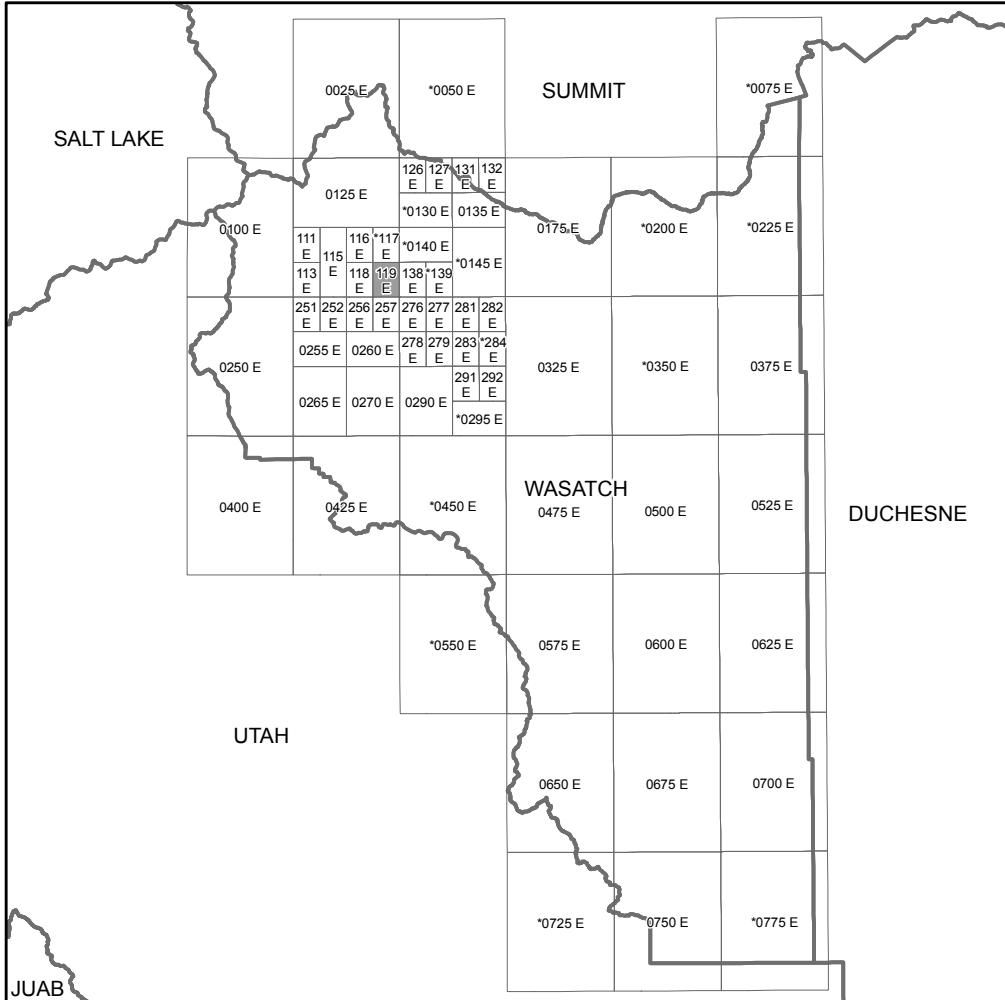 0025 E
*0050 E
SUMMIT
*0075 E
SALT LAKE
126
E
127
E
131
E
132
E
0125 E
*0130 E
0135 E
0100 E
0175 E
*0200 E
*0225 E
111
E
115
E
116
E
*117
E
*0140 E
*0145 E
113
E
118
E
119
E
138
E
*139
E
251
E
252
E
256
E
257
E
276
E
277
E
281
E
282
E
0255 E
0260 E
278
E
279
E
283
E
*284
E
0250 E
0325 E
*0350 E
0375 E
291
E
292
E
0265 E
0270 E
0290 E
*0295 E
WASATCH
0400 E
0425 E
*0450 E
0475 E
0500 E
0525 E
DUCHESNE
*0550 E
0575 E
0600 E
0625 E
UTAH
0650 E
0675 E
0700 E
*0725 E
0750 E
*0775 E
JUAB